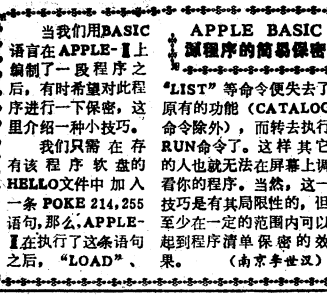 APPLE BASIC
源程序的简易保密
当我们用BASIC
语言在APPLE-Ⅱ上
编制了一段程序之
后，有时希望对此程
序进行一下保密，这
里介绍一种小技巧。
我们只需在存
有该程序软盘的
HELLO文件中加入
一条POKE 214,255
语句,那么,APPLE-
Ⅱ在执行了这条语句
之后，“LOAD”、
“LIST”等命令便失去了
原有的功能（CATALOG
命令除外），而转去执行
RUN命令了。这样其它
的人也就无法在屏幕上调
看你的程序。当然，这一
技巧是有其局限性的，但
至少在一定的范围内可以
起到程序清单保密的效
果。（南京李世汉）